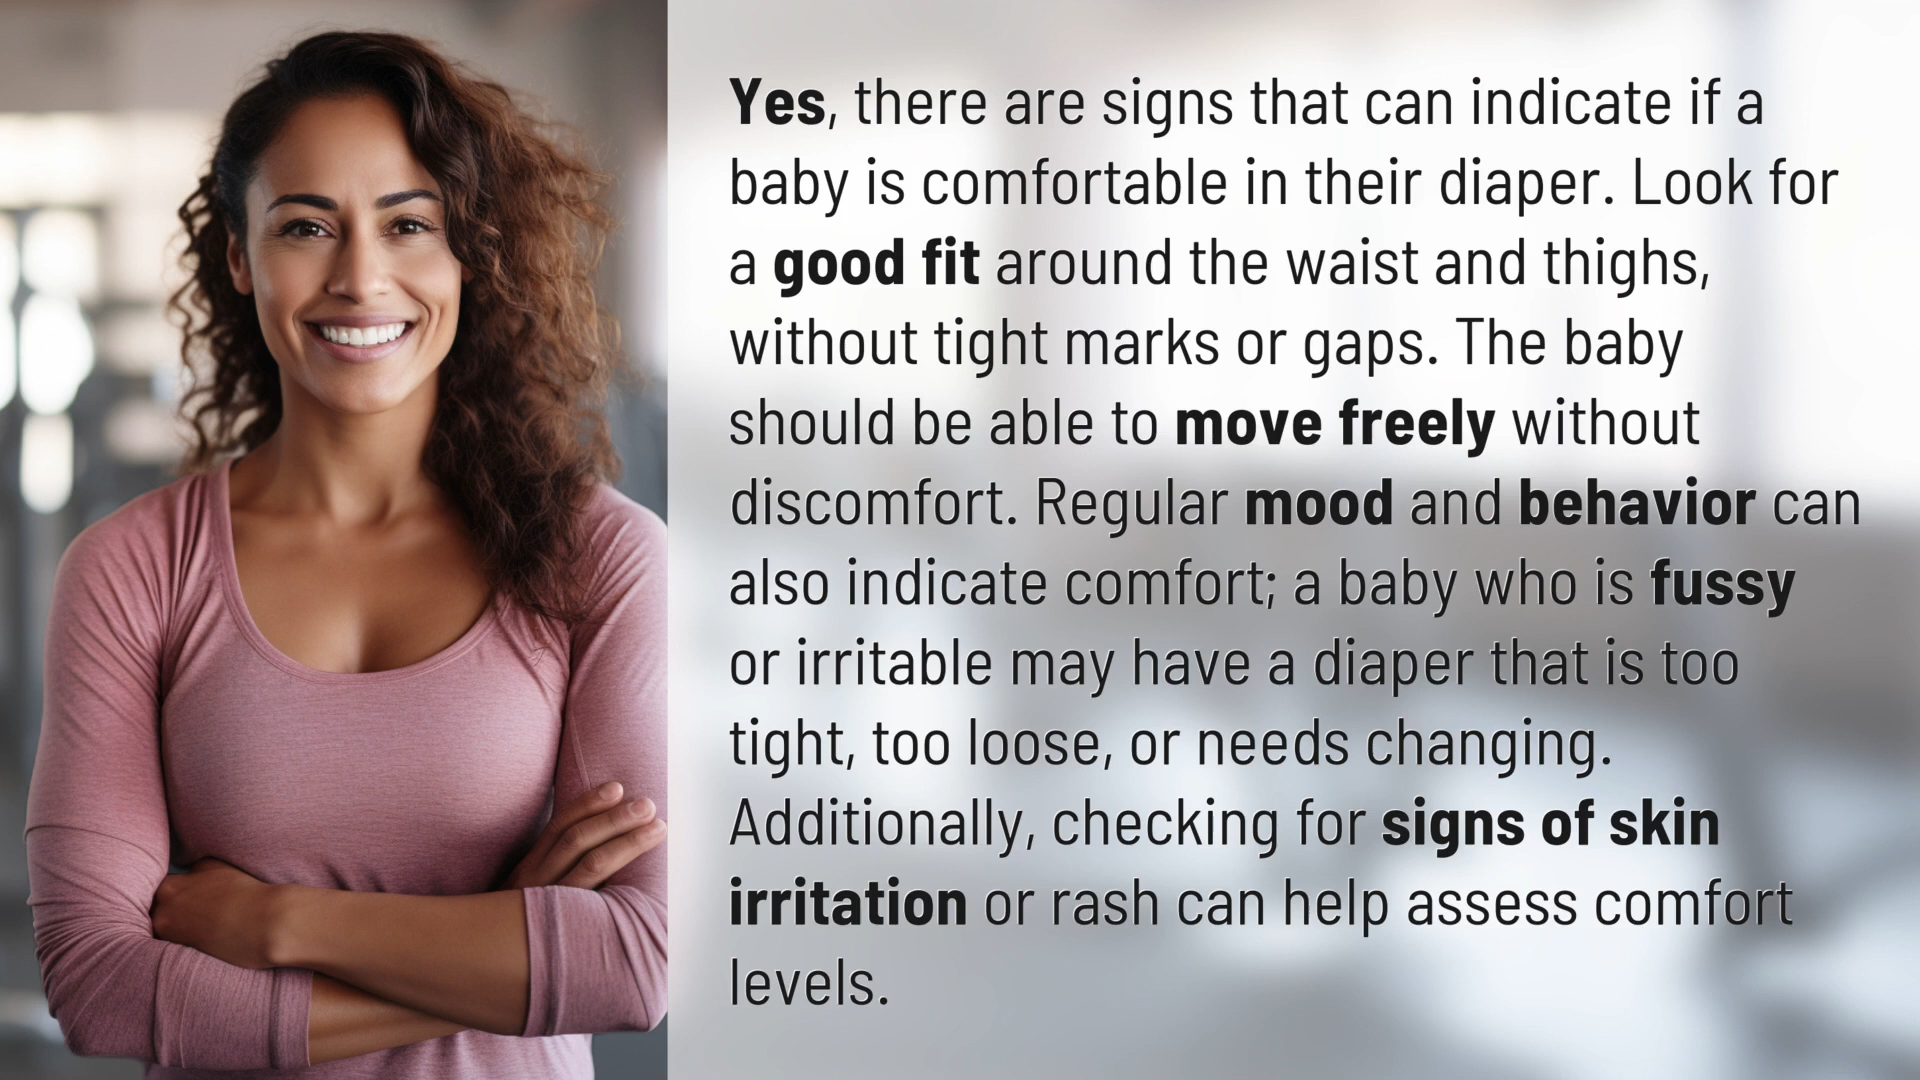 Yes, there are signs that can indicate if a
baby is comfortable in their diaper. Look for
a good fit around the waist and thighs,
without tight marks or gaps. The baby
should be able to move freely without
discomfort. Regular mood and behavior can
also indicate comfort; a baby who is fussy
or irritable may have a diaper that is too
tight, too loose, or needs changing.
Additionally, checking for signs of skin
irritation or rash can help assess comfort
levels.